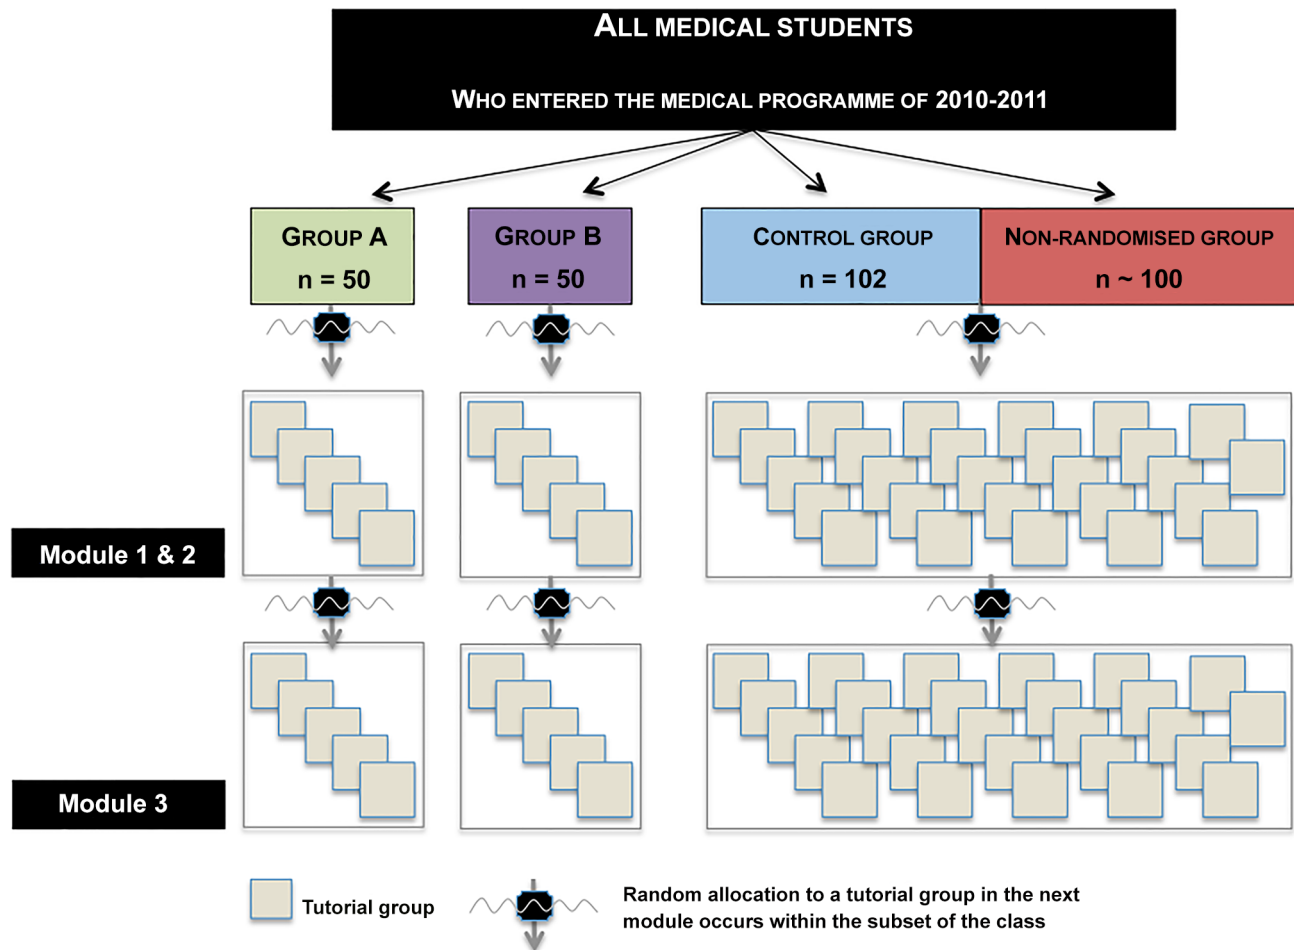 ALL MEDICAL STUDENTS
WHO ENTERED THE MEDICAL PROGRAMME OF 2010-2011
GROUP A
n = 50
GROUP B
n = 50
CONTROL GROUP
n = 102
NON-RANDOMISED GROUP
n ~ 100
Module 1 & 2
Module 3
Tutorial group
Random allocation to a tutorial group in the next
module occurs within the subset of the class